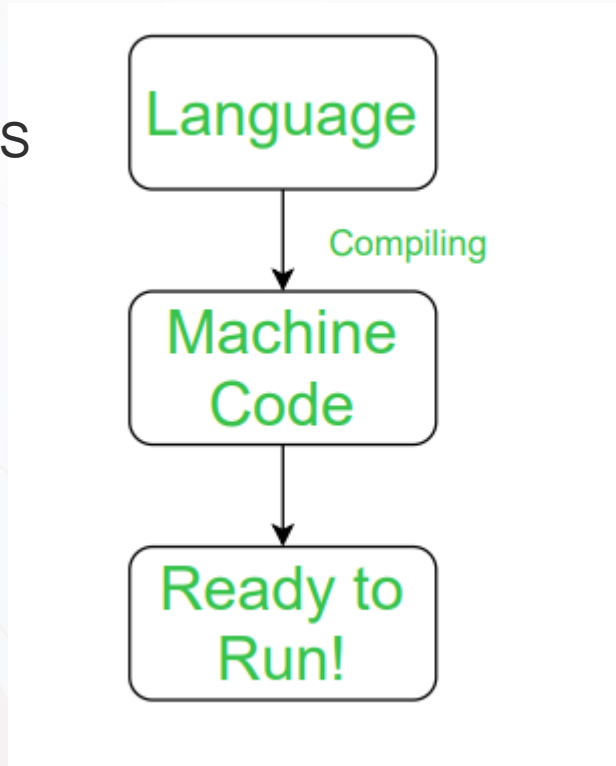 Language
s
Compiling
Machine
Code
Ready to
Run!